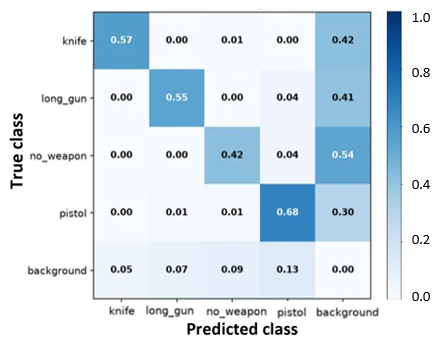 knife 0.57 0.00 0.01 0.00 0.42
long_gun 0.00 0.55 0.00 0.04 0.41
no_weapon 0.00 0.00 0.42 0.04 0.54
pistol 0.00 0.01 0.01 0.68 0.30
background 0.05 0.07 0.09 0.13 0.00
knife long_gun no_weapon pistol background
Predicted class
True class
1.0
0.8
0.6
0.4
0.2
0.0